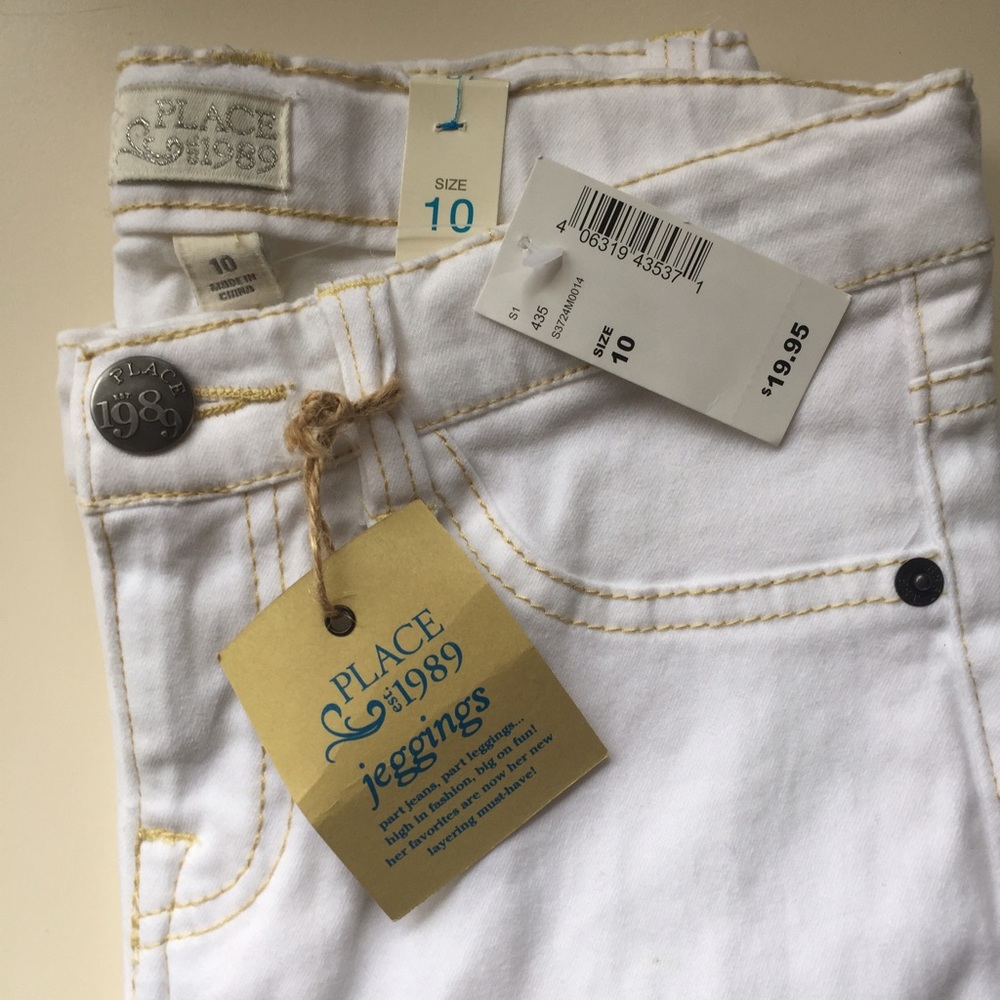 PLACE
est.1989
SIZE
10
10
MADE IN
CHINA
4 06319 43537 1
S1
435
S3724M0014
SIZE
10
$19.95
PLACE
EST
1989
PLACE
est.1989
jeggings
part jeans, part leggings...
high in fashion, big on fun!
her favorites are now her new
layering must-have!